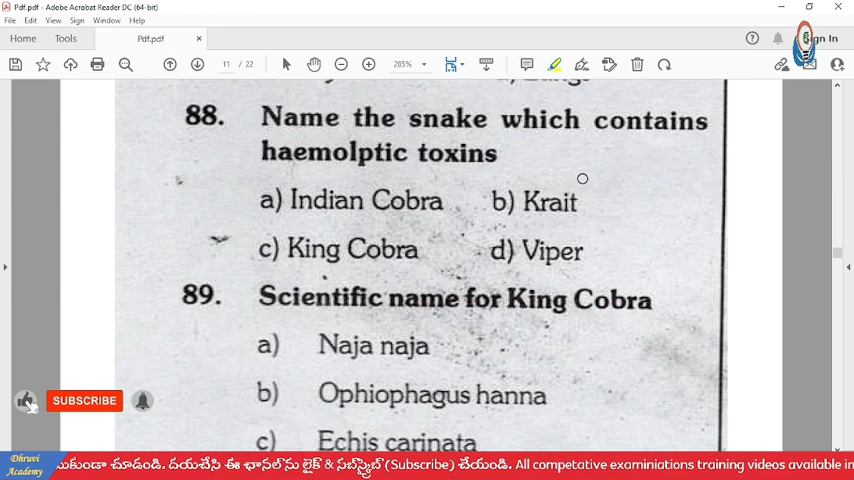 Pdf.pdf - Adobe Acrobat Reader DC (64-bit)
File Edit View Sign Window Help
Home Tools Pdf.pdf × Sign In
11 / 22 285%
88. Name the snake which contains
haemolptic toxins
a) Indian Cobra b) Krait
c) King Cobra d) Viper
89. Scientific name for King Cobra
a) Naja naja
b) Ophiophagus hanna
c) Echis carinata
SUBSCRIBE
Dhruvi
Academy
ముకుండా చూడండి. దయచేసి ఈ ఛానల్‌ను లైక్ & సబ్‌స్క్రైబ్ (Subscribe) చేయండి. All competative examiniations training videos available in